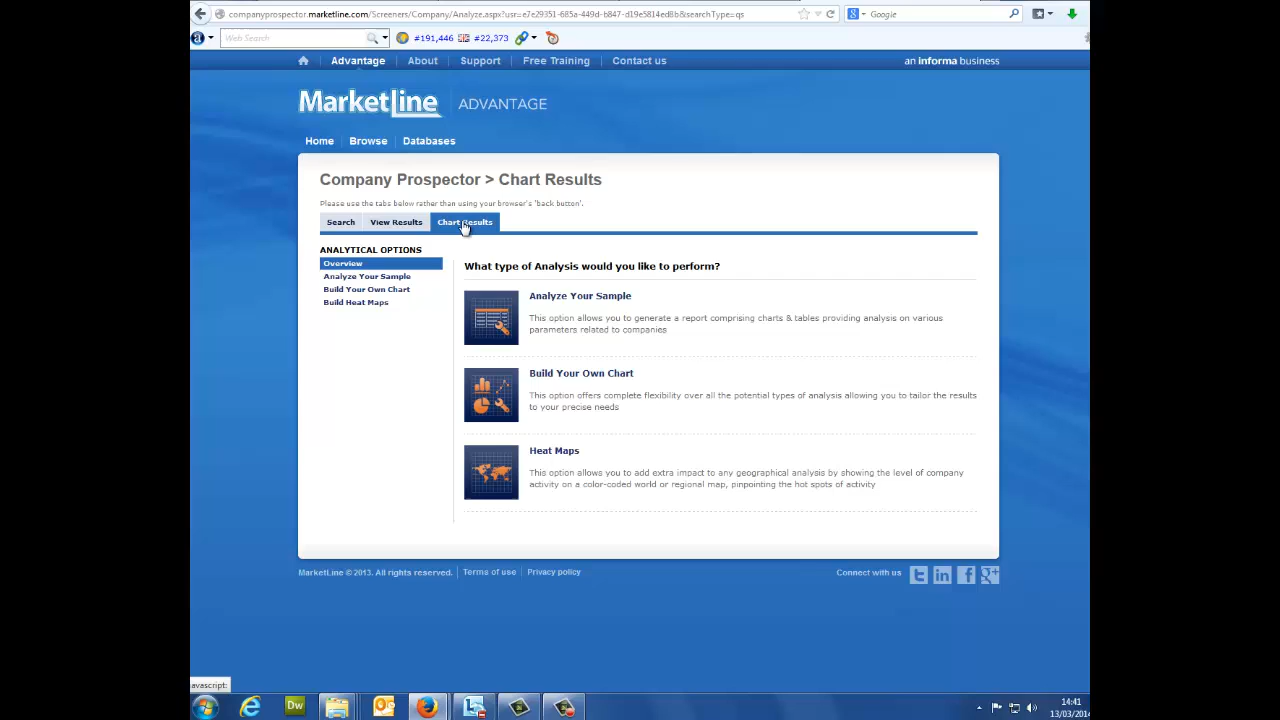 companyprospector.marketline.com/Screeners/Company/Analyze.aspx?usr=e7e29351-685a-449d-b847-d19e5814ed8b&searchType=qs
Google
Web Search
#191,446
#22,373
Advantage
About
Support
Free Training
Contact us
an informa business
MarketLine ADVANTAGE
Home
Browse
Databases
Company Prospector > Chart Results
Please use the tabs below rather than using your browser's 'back button'.
Search
View Results
Chart Results
ANALYTICAL OPTIONS
Overview
Analyze Your Sample
Build Your Own Chart
Build Heat Maps
What type of Analysis would you like to perform?
Analyze Your Sample
This option allows you to generate a report comprising charts & tables providing analysis on various
parameters related to companies
Build Your Own Chart
This option offers complete flexibility over all the potential types of analysis allowing you to tailor the results
to your precise needs
Heat Maps
This option allows you to add extra impact to any geographical analysis by showing the level of company
activity on a color-coded world or regional map, pinpointing the hot spots of activity
MarketLine © 2013. All rights reserved.
Terms of use
Privacy policy
Connect with us
avascript:
Dw
14:41
13/03/2014